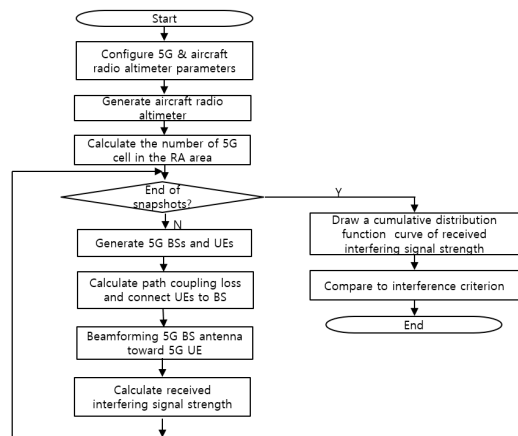 Start
Configure 5G & aircraft
radio altimeter parameters
Generate aircraft radio
altimeter
Calculate the number of 5G
cell in the RA area
End of
snapshots?
Y
N
Generate 5G BSs and UEs
Calculate path coupling loss
and connect UEs to BS
Beamforming 5G BS antenna
toward 5G UE
Calculate received
interfering signal strength
Draw a cumulative distribution
function curve of received
interfering signal strength
Compare to interference criterion
End